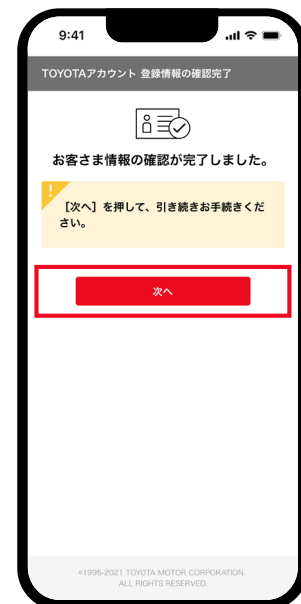 9:41
TOYOTAアカウント 登録情報の確認完了
お客さま情報の確認が完了しました。
!
［次へ］を押して、引き続きお手続きくだ
さい。
次へ
©1995-2021 TOYOTA MOTOR CORPORATION.
ALL RIGHTS RESERVED.